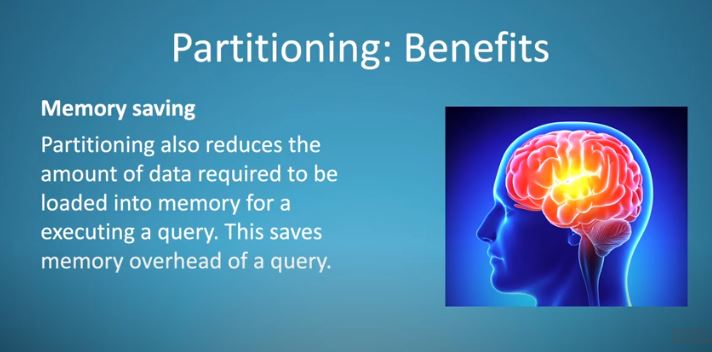 Partitioning: Benefits
Memory saving
Partitioning also reduces the
amount of data required to be
loaded into memory for a
executing a query. This saves
memory overhead of a query.